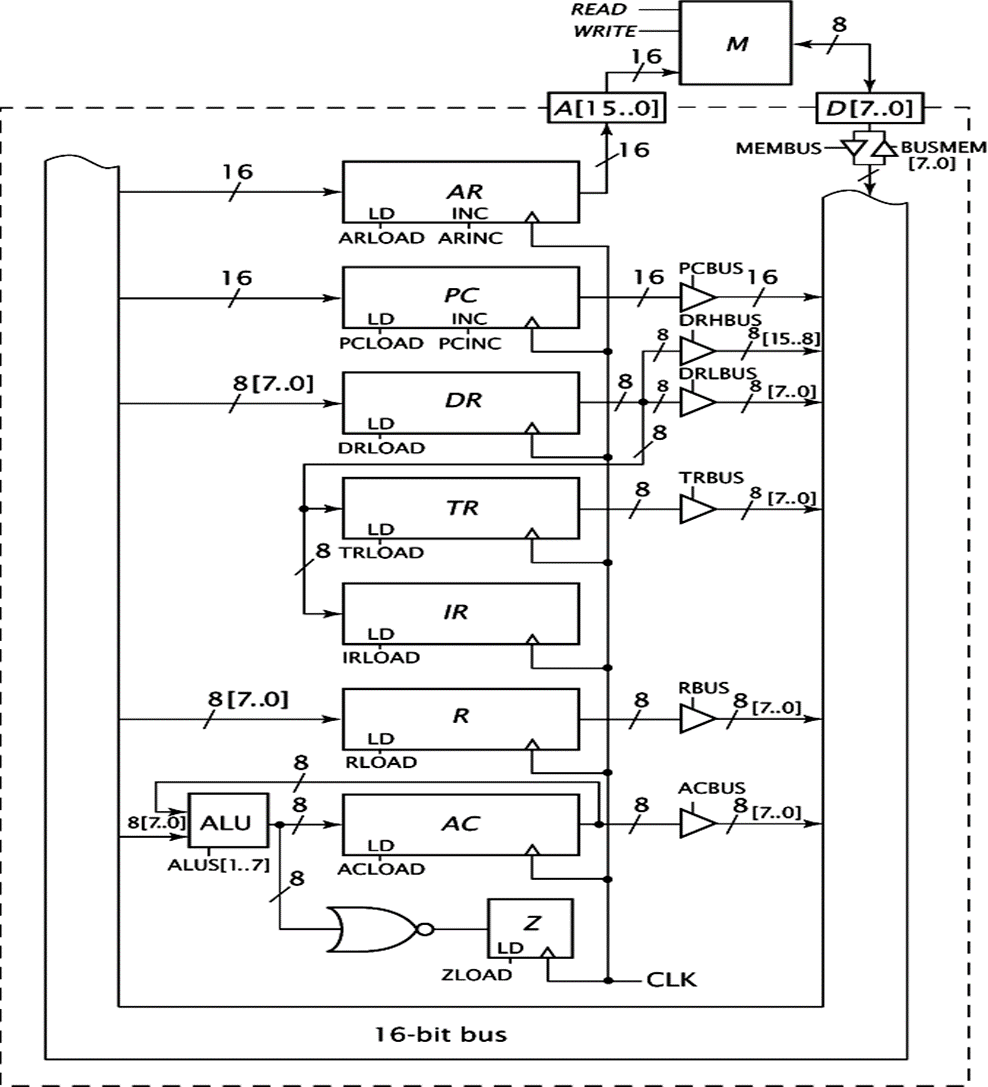 READ
WRITE
M
8
16
A[15..0]
D[7..0]
16
MEMBUS
BUSMEM
[7..0]
16
AR
LD
INC
ARLOAD
ARINC
16
PC
LD
INC
PCLOAD
PCINC
16
PCBUS
16
DRHBUS
8
8
[15..8]
8
[7..0]
DR
LD
DRLOAD
8
8
DRLBUS
8
[7..0]
8
TR
LD
TRLOAD
8
8
TRBUS
8
[7..0]
IR
LD
IRLOAD
8
[7..0]
R
LD
RLOAD
8
RBUS
8
[7..0]
8
8[7..0]
ALU
ALUS[1..7]
8
AC
LD
ACLOAD
8
ACBUS
8
[7..0]
8
Z
LD
ZLOAD
CLK
16-bit bus